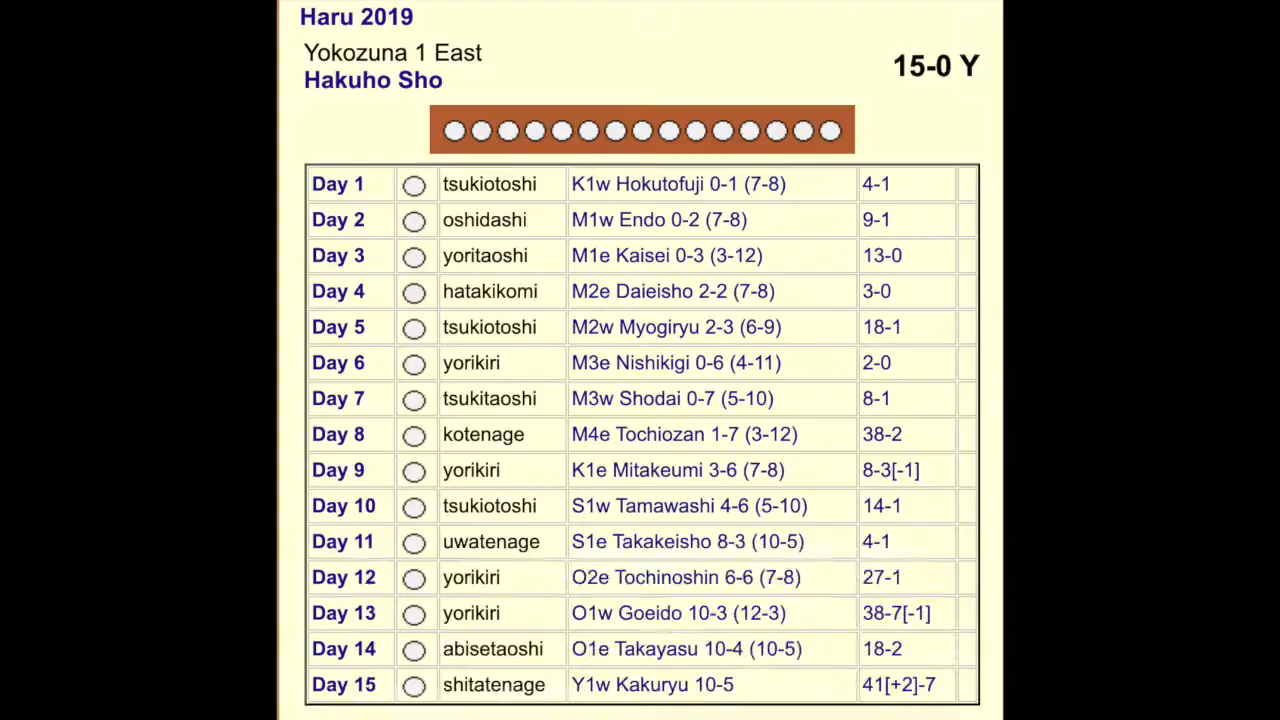 Haru 2019
Yokozuna 1 East
Hakuho Sho
15-0 Y
Day 1 tsukiotoshi K1w Hokutofuji 0-1 (7-8) 4-1
Day 2 oshidashi M1w Endo 0-2 (7-8) 9-1
Day 3 yoritaoshi M1e Kaisei 0-3 (3-12) 13-0
Day 4 hatakikomi M2e Daieisho 2-2 (7-8) 3-0
Day 5 tsukiotoshi M2w Myogiryu 2-3 (6-9) 18-1
Day 6 yorikiri M3e Nishikigi 0-6 (4-11) 2-0
Day 7 tsukitaoshi M3w Shodai 0-7 (5-10) 8-1
Day 8 kotenage M4e Tochiozan 1-7 (3-12) 38-2
Day 9 yorikiri K1e Mitakeumi 3-6 (7-8) 8-3[-1]
Day 10 tsukiotoshi S1w Tamawashi 4-6 (5-10) 14-1
Day 11 uwatenage S1e Takakeisho 8-3 (10-5) 4-1
Day 12 yorikiri O2e Tochinoshin 6-6 (7-8) 27-1
Day 13 yorikiri O1w Goeido 10-3 (12-3) 38-7[-1]
Day 14 abisetaoshi O1e Takayasu 10-4 (10-5) 18-2
Day 15 shitatenage Y1w Kakuryu 10-5 41[+2]-7